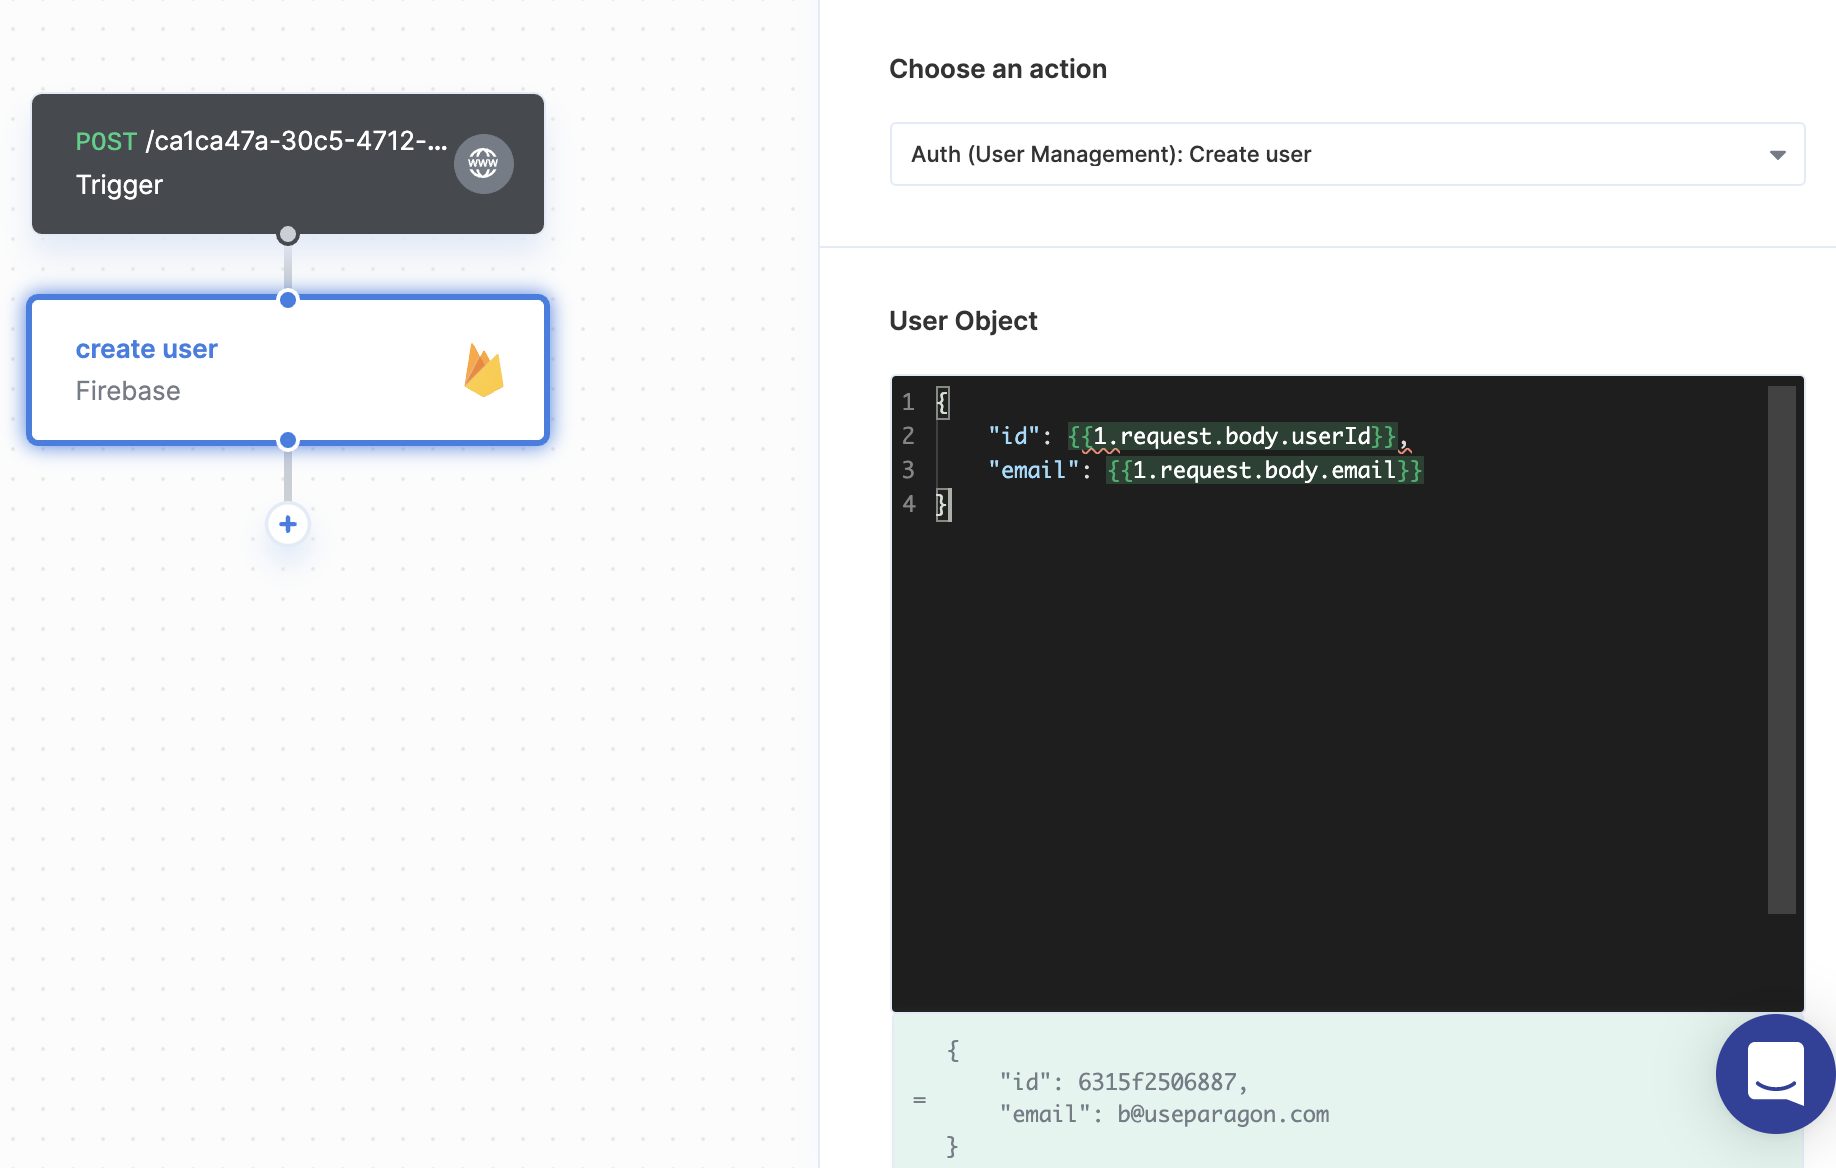 POST /ca1ca47a-30c5-4712-...
Trigger
www
create user
Firebase
Choose an action
Auth (User Management): Create user
User Object
1 {
2 "id": {{1.request.body.userId}},
3 "email": {{1.request.body.email}}
4 }
{
"id": 6315f2506887,
=
"email": b@useparagon.com
}